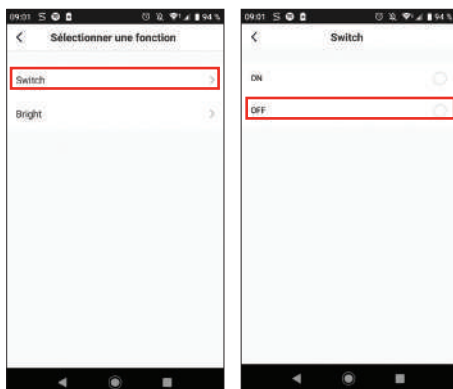 09:01 94 %
Sélectionner une fonction
Switch
Bright
09:01 94 %
Switch
ON
OFF